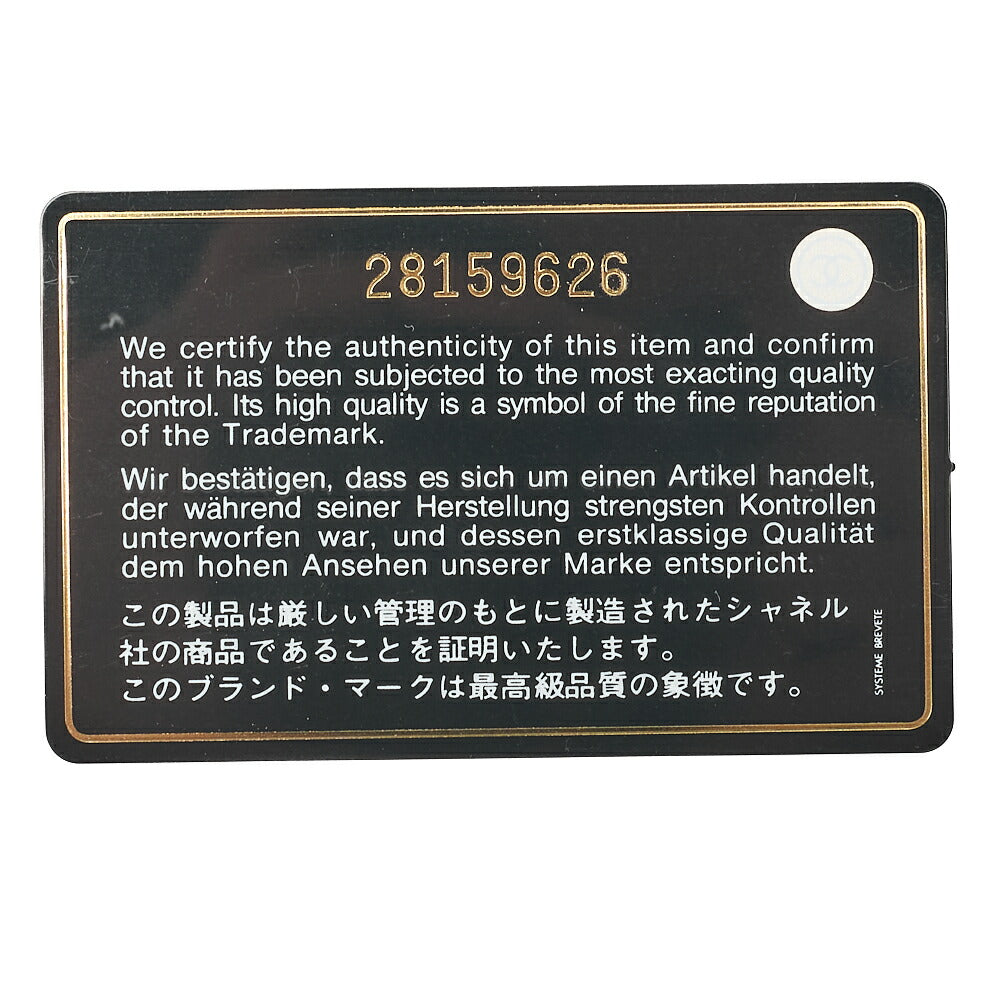 28159626
We certify the authenticity of this item and confirm
that it has been subjected to the most exacting quality
control. Its high quality is a symbol of the fine reputation
of the Trademark.
Wir bestätigen, dass es sich um einen Artikel handelt,
der während seiner Herstellung strengsten Kontrollen
unterworfen war, und dessen erstklassige Qualität
dem hohen Ansehen unserer Marke entspricht.
この製品は厳しい管理のもとに製造されたシャネル
社の商品であることを証明いたします。
このブランド・マークは最高級品質の象徴です。
SYSTEME BREVETE